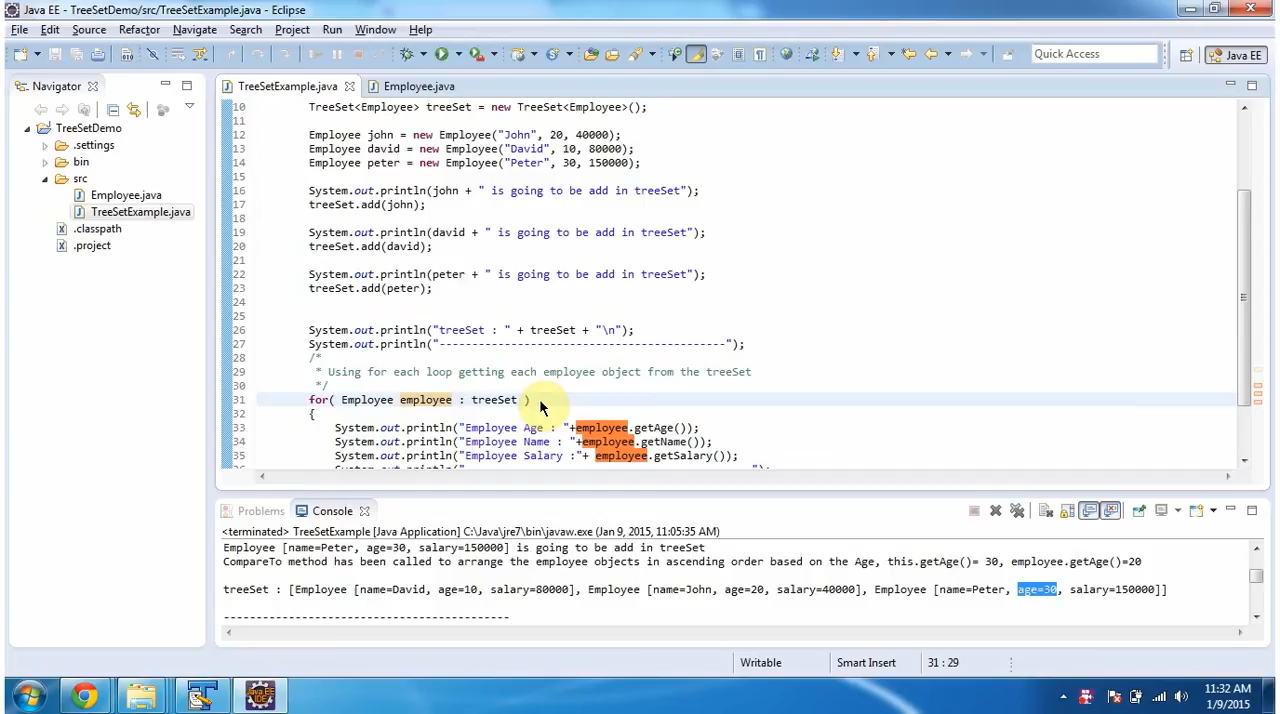 Java EE - TreeSetDemo/src/TreeSetExample.java - Eclipse
File Edit Source Refactor Navigate Search Project Run Window Help
Quick Access
Java EE
Navigator
TreeSetExample.java
Employee.java
TreeSetDemo
.settings
bin
src
Employee.java
TreeSetExample.java
.classpath
.project
10 TreeSet<Employee> treeSet = new TreeSet<Employee>();
11
12 Employee john = new Employee("John", 20, 40000);
13 Employee david = new Employee("David", 10, 80000);
14 Employee peter = new Employee("Peter", 30, 150000);
15
16 System.out.println(john + " is going to be add in treeSet");
17 treeSet.add(john);
18
19 System.out.println(david + " is going to be add in treeSet");
20 treeSet.add(david);
21
22 System.out.println(peter + " is going to be add in treeSet");
23 treeSet.add(peter);
24
25
26 System.out.println("treeSet : " + treeSet + "\n");
27 System.out.println("--------------------------------------------");
28 /*
29 * Using for each loop getting each employee object from the treeSet
30 */
31 for( Employee employee : treeSet )
32 {
33 System.out.println("Employee Age : "+employee.getAge());
34 System.out.println("Employee Name : "+employee.getName());
35 System.out.println("Employee Salary :"+ employee.getSalary());
Problems
Console
<terminated> TreeSetExample [Java Application] C:\Java\jre7\bin\javaw.exe (Jan 9, 2015, 11:05:35 AM)
Employee [name=Peter, age=30, salary=150000] is going to be add in treeSet
CompareTo method has been called to arrange the employee objects in ascending order based on the Age, this.getAge()= 30, employee.getAge()=20
treeSet : [Employee [name=David, age=10, salary=80000], Employee [name=John, age=20, salary=40000], Employee [name=Peter, age=30, salary=150000]]
--------------------------------------------
Writable
Smart Insert
31 : 29
11:32 AM
1/9/2015